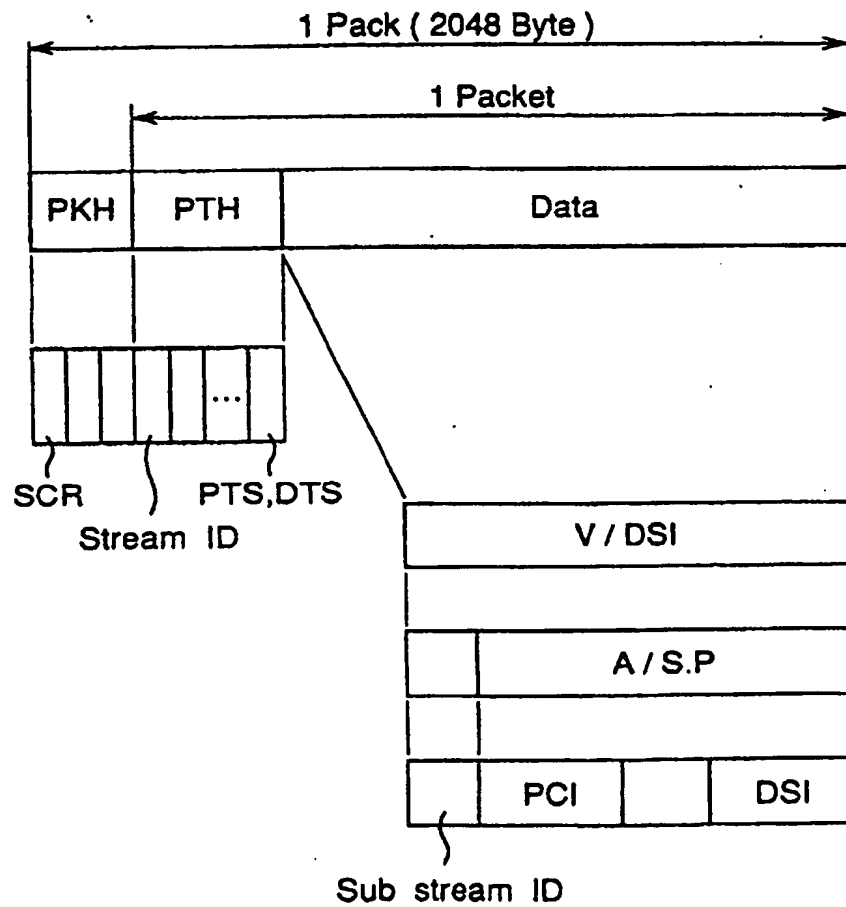 1 Pack ( 2048 Byte )
1 Packet
PKH PTH Data
...
SCR PTS,DTS
Stream ID
V / DSI
A / S.P
PCI DSI
Sub stream ID